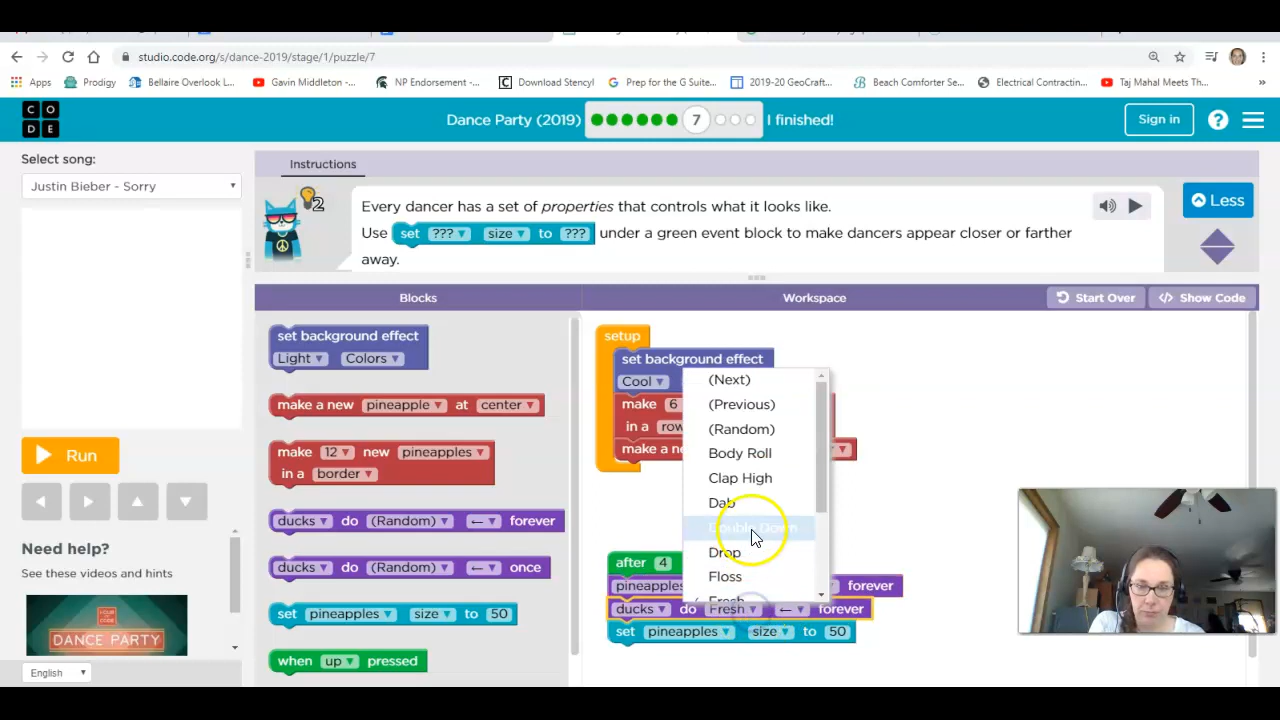 studio.code.org/s/dance-2019/stage/1/puzzle/7
Apps Prodigy Bellaire Overlook L... Gavin Middleton -... NP Endorsement -... Download Stencyl Prep for the G Suite... 2019-20 GeoCraft... Beach Comforter Se... Electrical Contractin... Taj Mahal Meets Th...
C O D E
Dance Party (2019) 7 I finished! Sign in ?
Select song:
Justin Bieber - Sorry
Instructions
2
Every dancer has a set of properties that controls what it looks like.
Use set ??? size to ??? under a green event block to make dancers appear closer or farther
away.
Less
Blocks
Workspace
Start Over
Show Code
set background effect
Light Colors
make a new pineapple at center
make 12 new pineapples
in a border
ducks do (Random) ← forever
ducks do (Random) ← once
set pineapples size to 50
when up pressed
setup
set background effect
Cool
make 6
in a row
make a ne
(Next)
(Previous)
(Random)
Body Roll
Clap High
Dab
Double Down
Drop
Floss
Fresh
after 4
pineapples forever
ducks do Fresh ← forever
set pineapples size to 50
Run
Need help?
See these videos and hints
HOUR OF CODE
DANCE PARTY
English